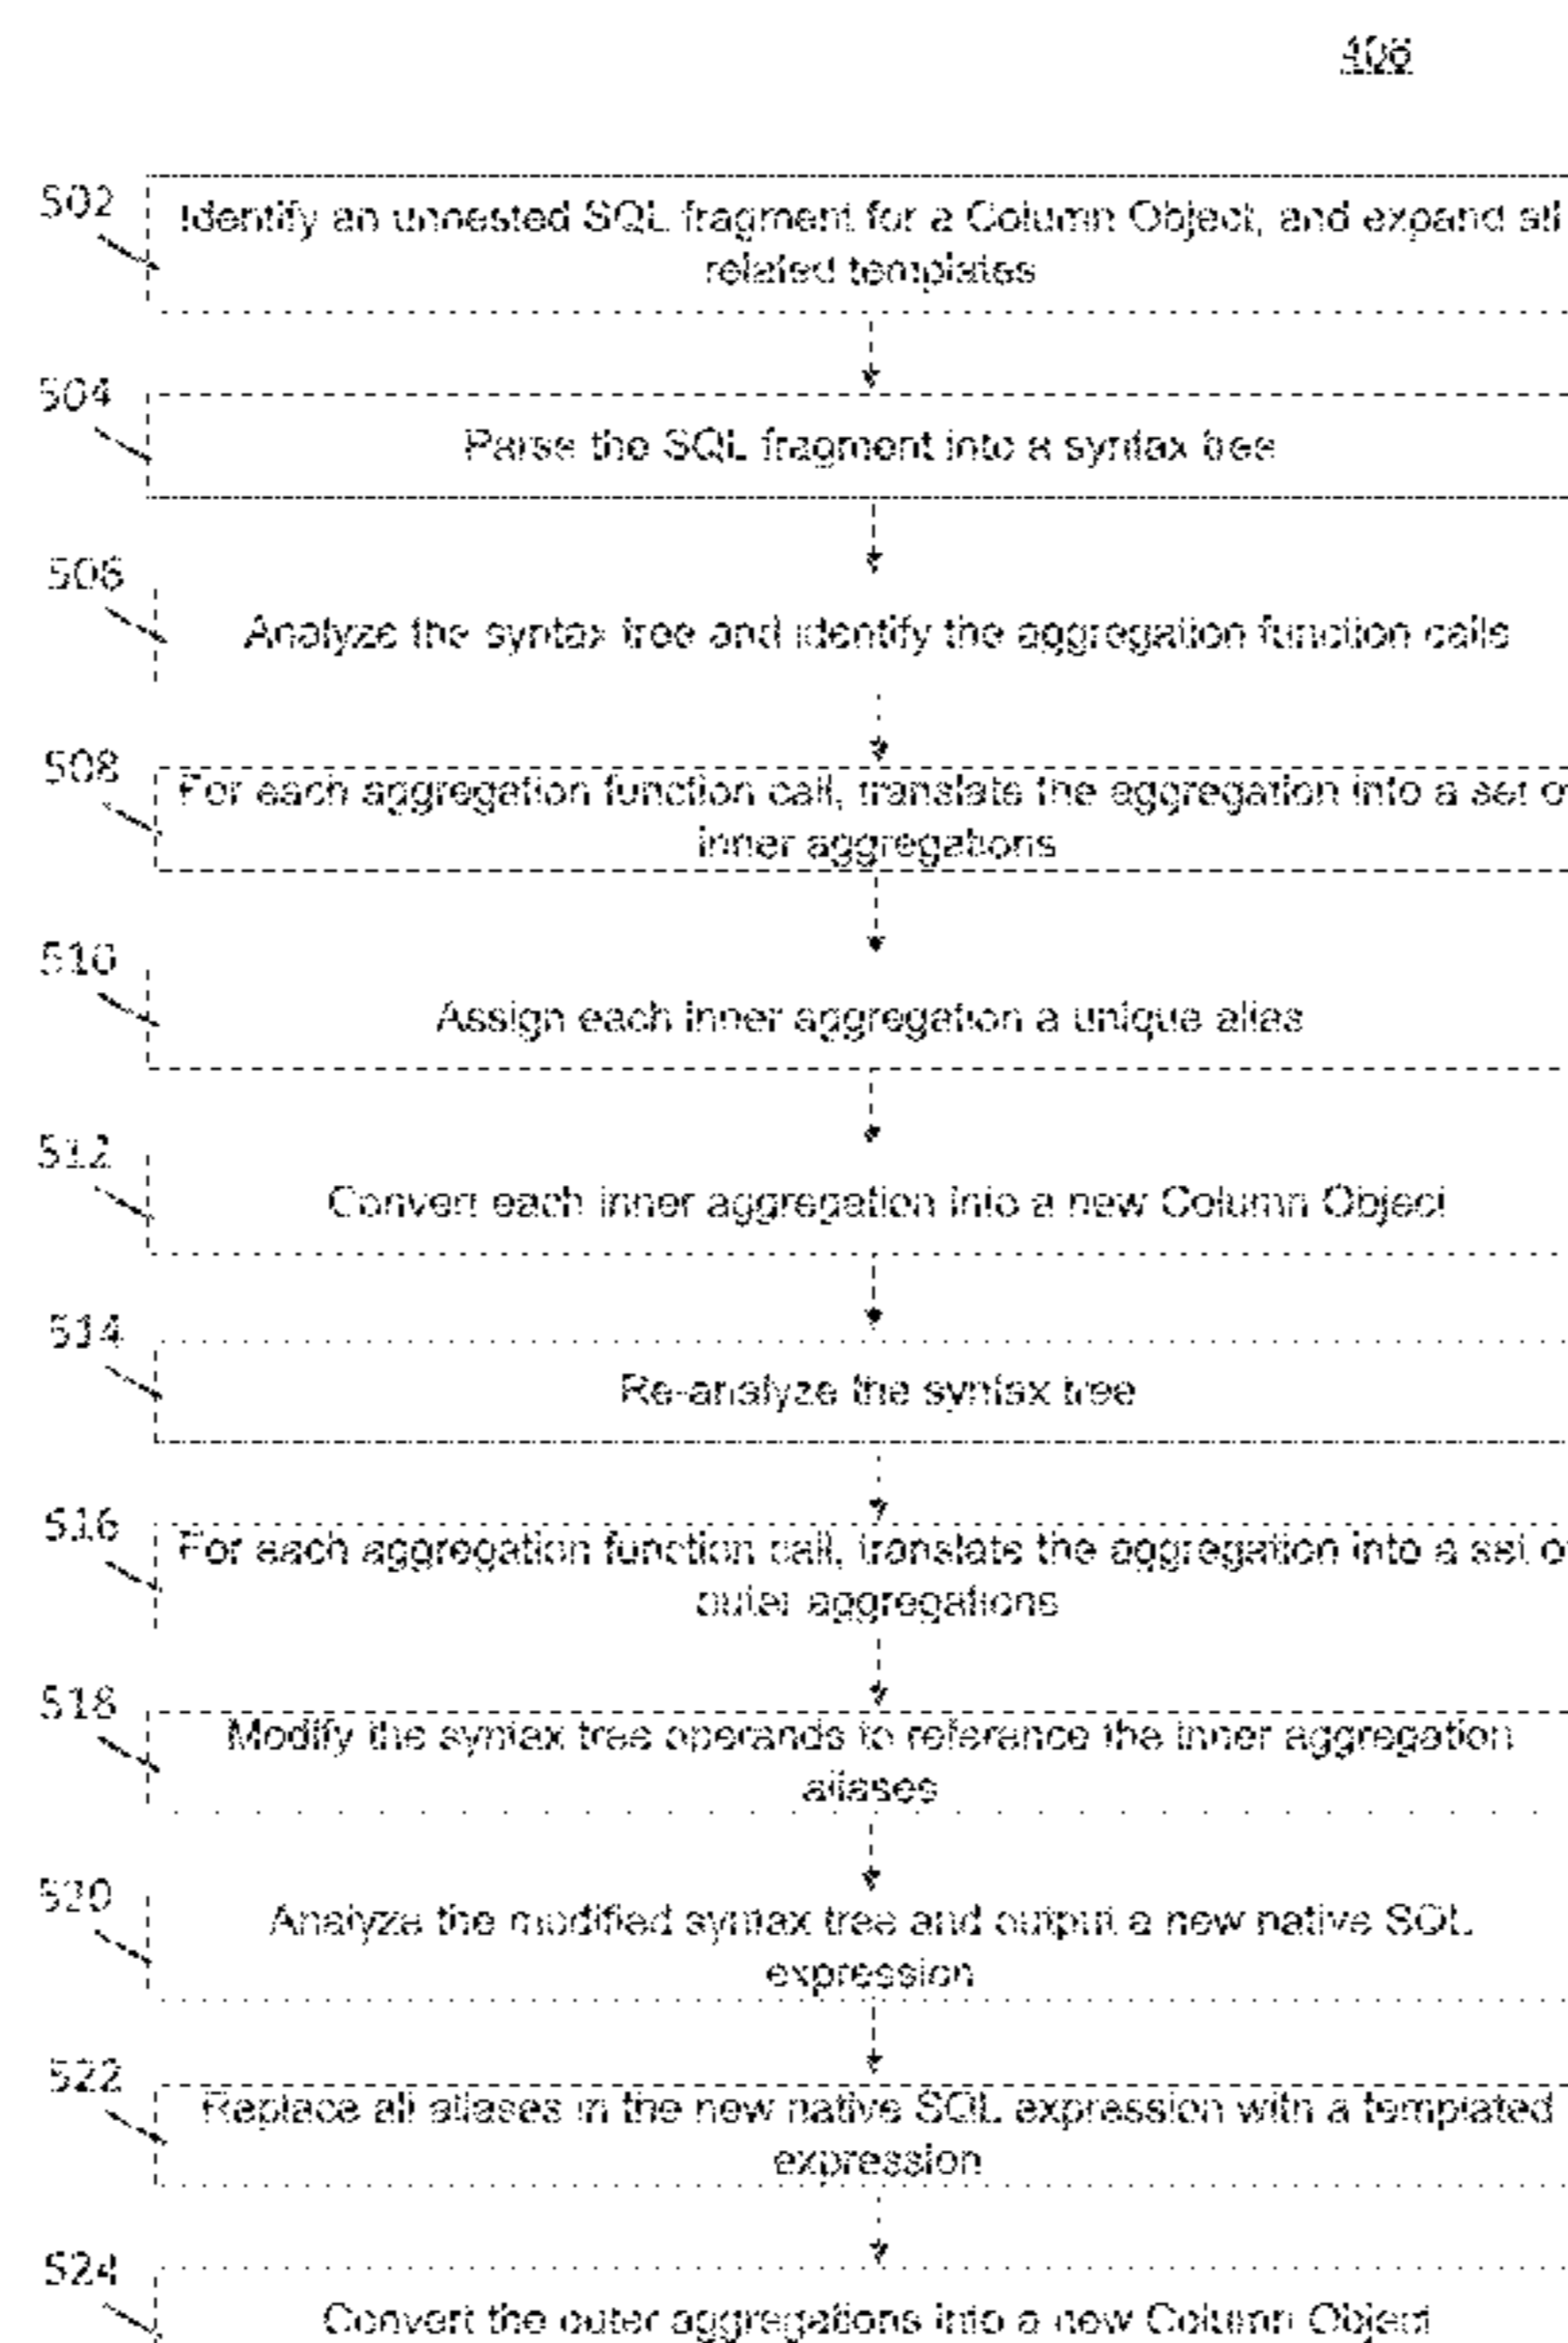 406
502
Identify an unnested SQL fragment for a Column Object, and expand all
related templates
504
Parse the SQL fragment into a syntax tree
506
Analyze the syntax tree and identify the aggregation function calls
508
For each aggregation function call, translate the aggregation into a set of
inner aggregations
510
Assign each inner aggregation a unique alias
512
Convert each inner aggregation into a new Column Object
514
Re-analyze the syntax tree
516
For each aggregation function call, translate the aggregation into a set of
outer aggregations
518
Modify the syntax tree operands to reference the inner aggregation
aliases
520
Analyze the modified syntax tree and output a new native SQL
expression
522
Replace all aliases in the new native SQL expression with a templated
expression
524
Convert the outer aggregations into a new Column Object